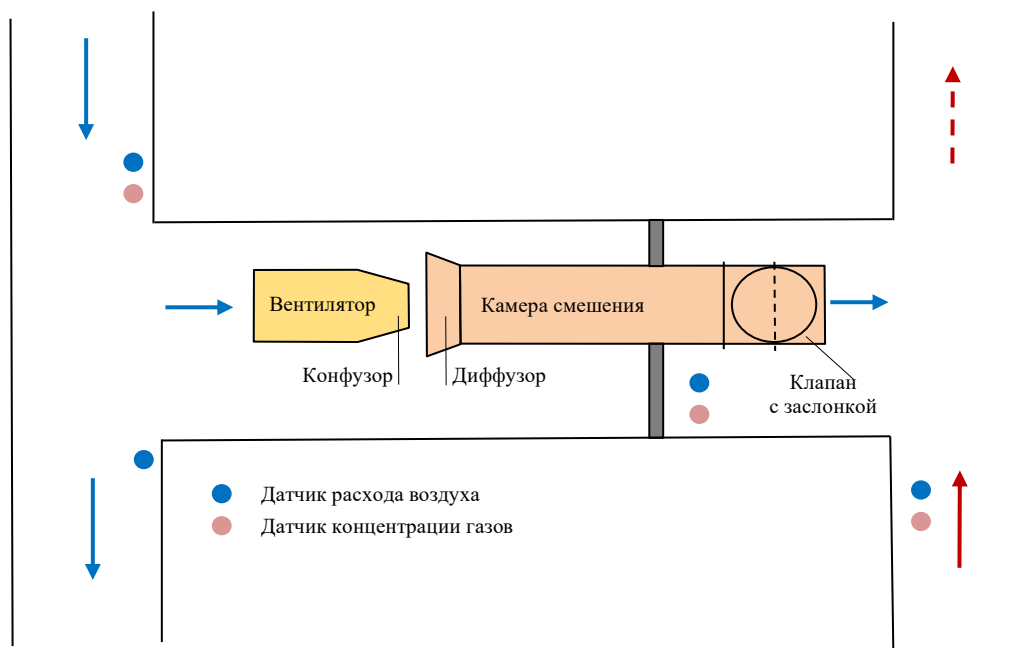 Вентилятор
Камера смешения
Конфузор
Диффузор
Клапан
с заслонкой
Датчик расхода воздуха
Датчик концентрации газов